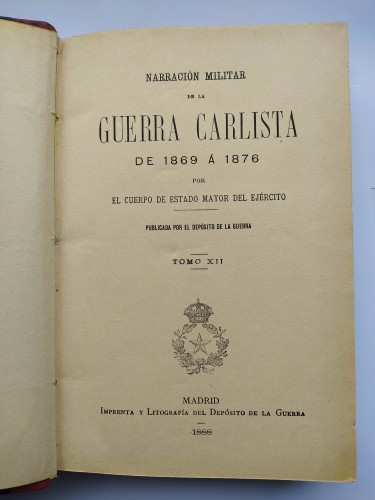 NARRACIÓN MILITAR
DE LA
GUERRA CARLISTA
DE 1869 Á 1876
POR
EL CUERPO DE ESTADO MAYOR DEL EJÉRCITO
PUBLICADA POR EL DEPÓSITO DE LA GUERRA
TOMO XII
MADRID
IMPRENTA Y LITOGRAFÍA DEL DEPÓSITO DE LA GUERRA
1888